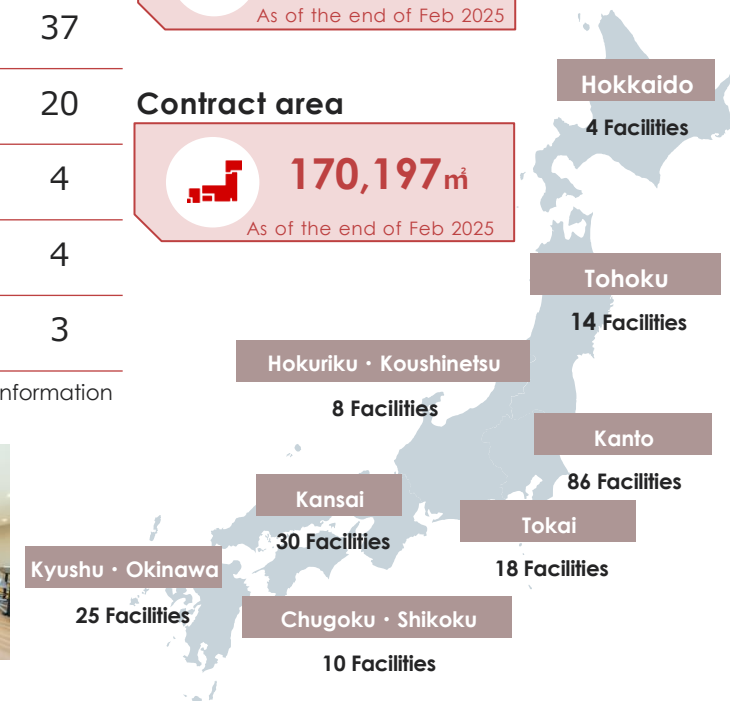 37
20
4
4
3
nformation
As of the end of Feb 2025
Contract area
170,197㎡
As of the end of Feb 2025
Hokkaido
4 Facilities
Tohoku
14 Facilities
Hokuriku・Koushinetsu
8 Facilities
Kanto
86 Facilities
Kansai
30 Facilities
Tokai
18 Facilities
Kyushu・Okinawa
25 Facilities
Chugoku・Shikoku
10 Facilities